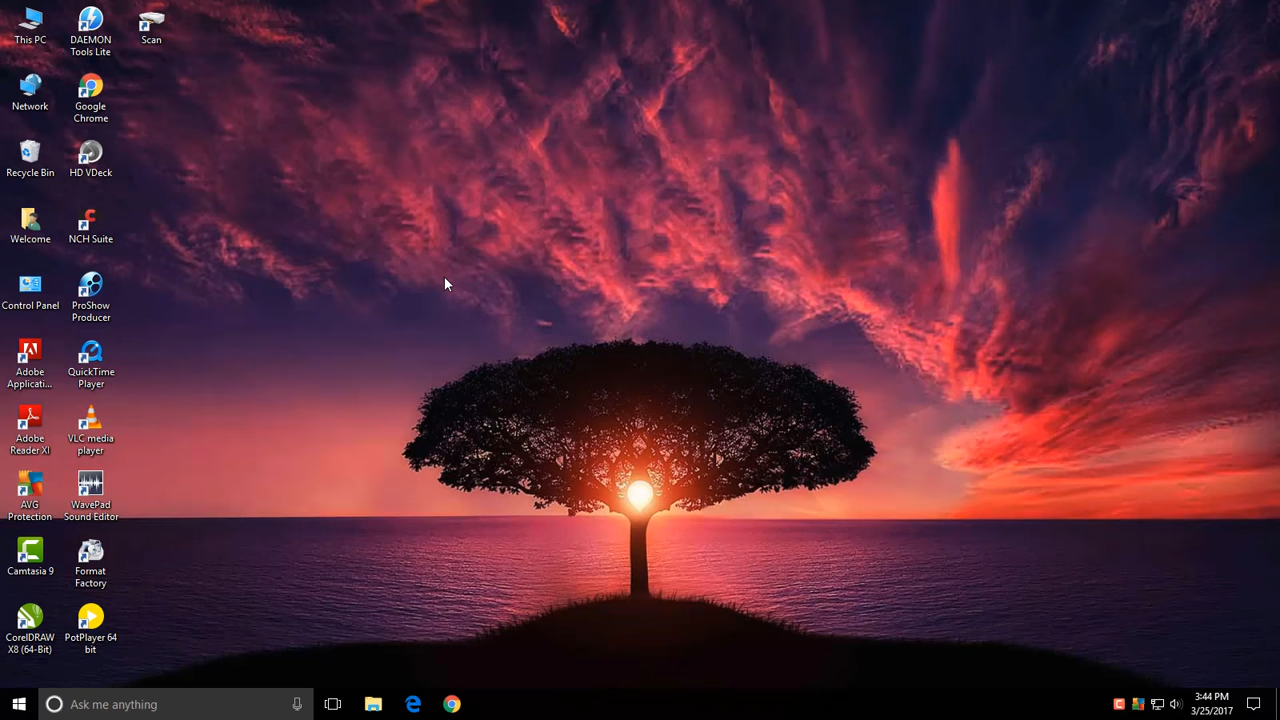 This PC
DAEMON
Tools Lite
Scan
Network
Google
Chrome
Recycle Bin
HD VDeck
Welcome
NCH Suite
Control Panel
ProShow
Producer
Adobe
Applicati...
QuickTime
Player
Adobe
Reader XI
VLC media
player
AVG
Protection
WavePad
Sound Editor
Camtasia 9
Format
Factory
CorelDRAW
X8 (64-Bit)
PotPlayer 64
bit
Ask me anything
3:44 PM
3/25/2017